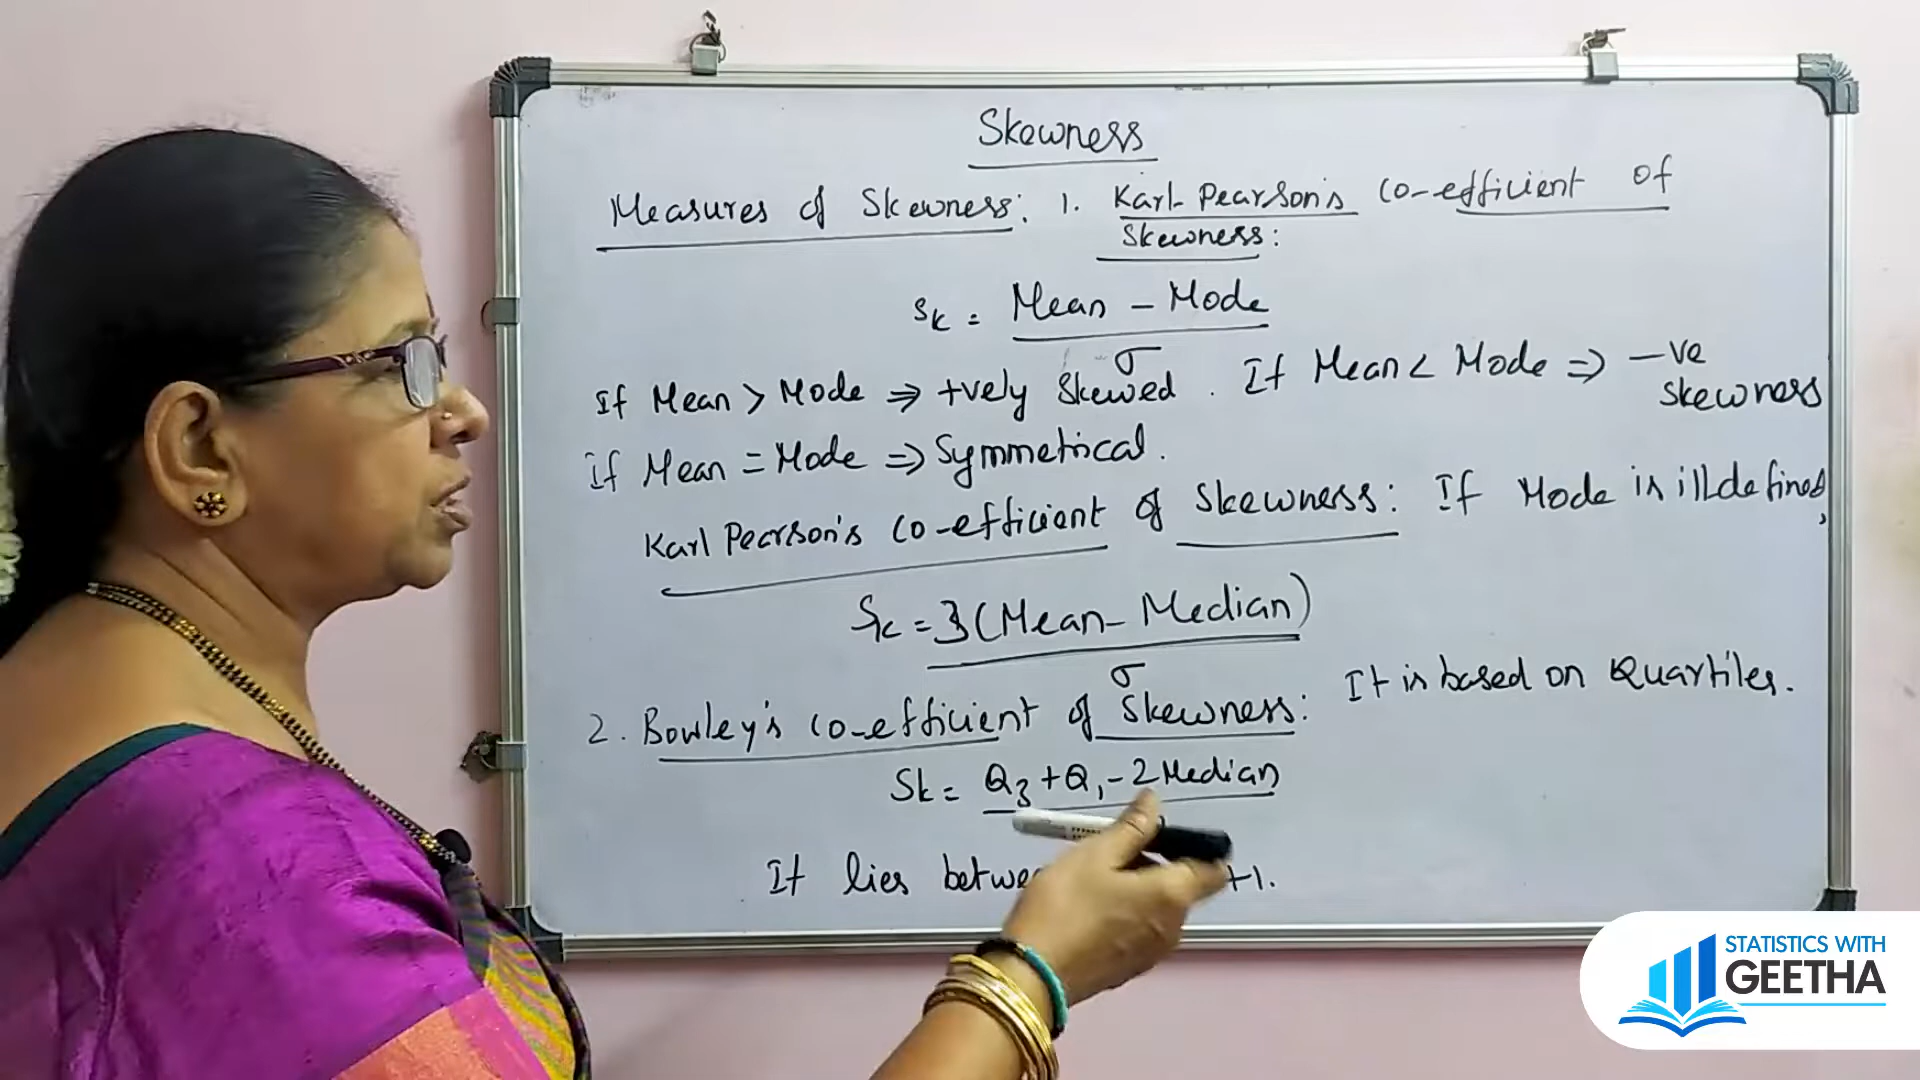 Skewness
Measures of Skewness: 1. Karl Pearson's Co-efficient of
Skewness:
Sk = Mean - Mode
σ
If Mean > Mode ⇒ +vely Skewed. If Mean < Mode ⇒ -ve
Skewness
If Mean = Mode ⇒ Symmetrical.
Karl Pearson's Co-efficient of Skewness: If Mode is illdefined,
Sk = 3(Mean - Median)
σ
2. Bowley's Co-efficient of Skewness: It is based on Quartiles.
Sk = Q3 + Q1 - 2 Median
It lies +1.
STATISTICS WITH
GEETHA